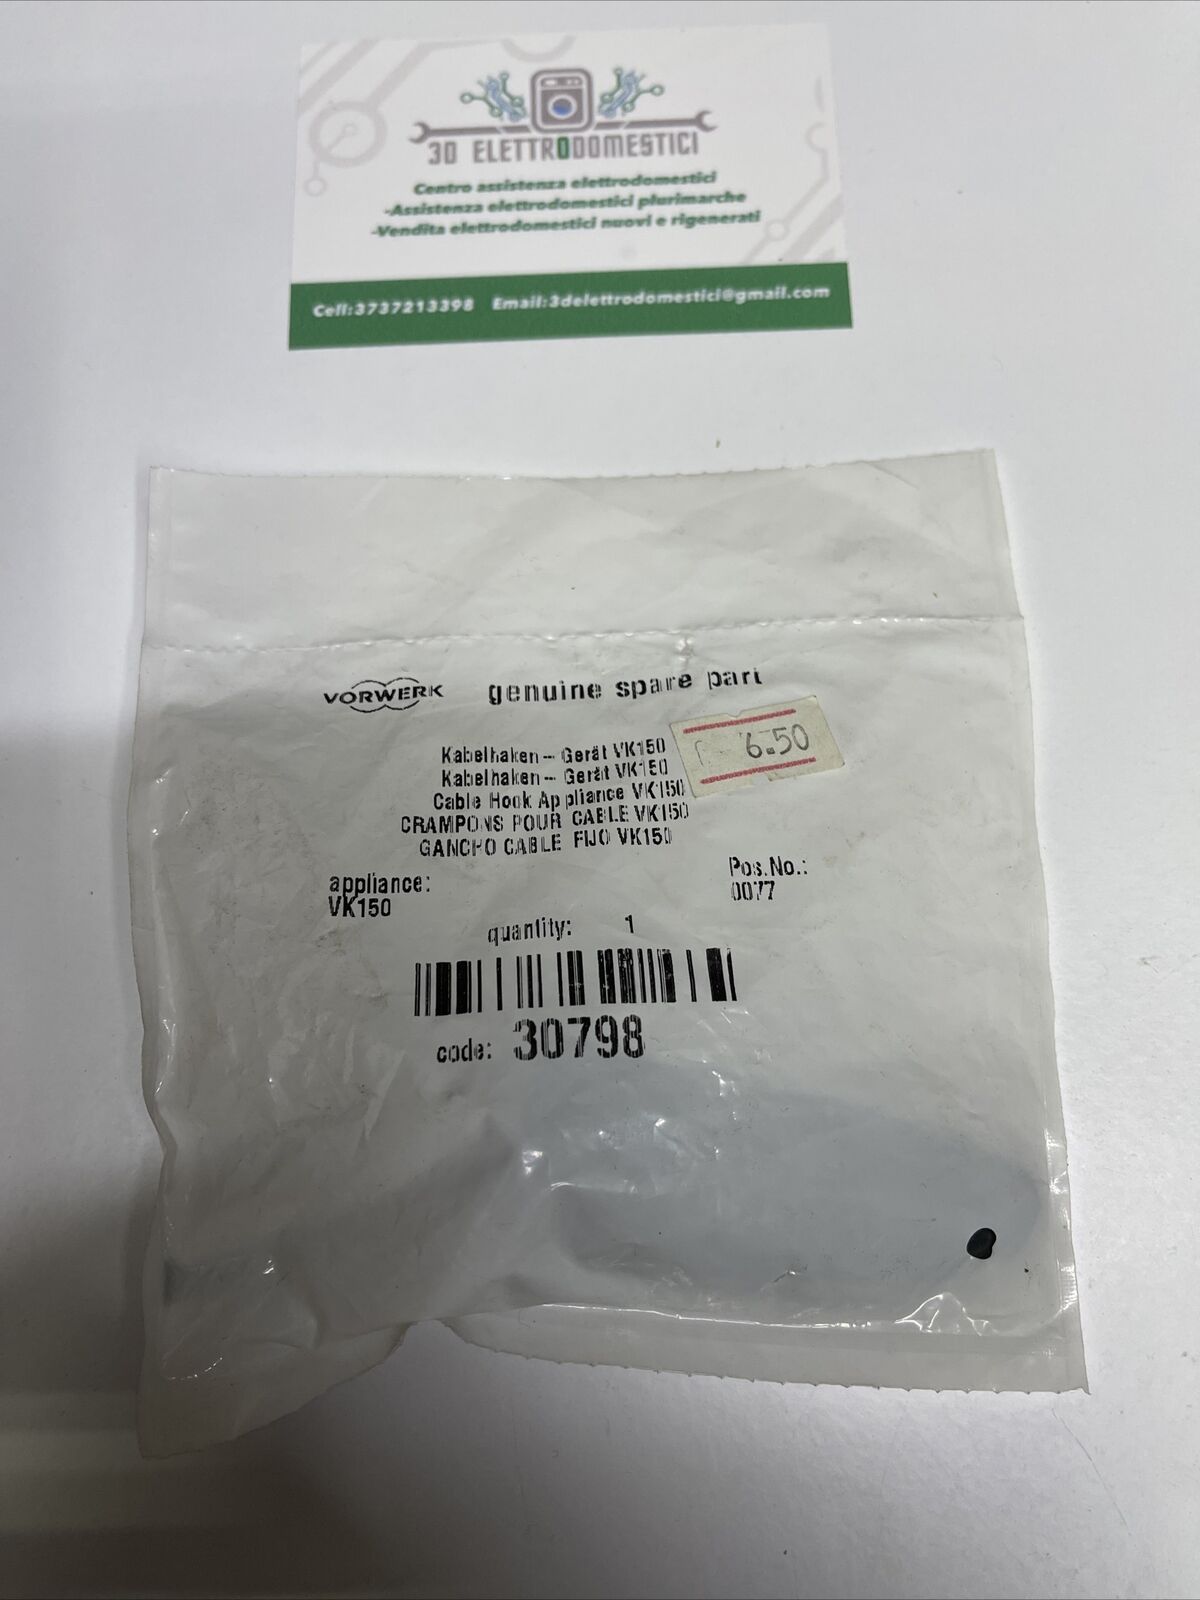 3D ELETTRODOMESTICI
Centro assistenza elettrodomestici
-Assistenza elettrodomestici plurimarche
-Vendita elettrodomestici nuovi e rigenerati
Cell:3737213398 Email:3delettrodomestici@gmail.com
VORWERK genuine spare part
6.50
Kabelhaken - Gerät VK150
Kabelhaken - Gerät VK150
Cable Hook Appliance VK150
CRAMPONS POUR CABLE VK150
GANCHO CABLE FIJO VK150
appliance:
VK150
Pos.No.:
0077
quantity: 1
code: 30798